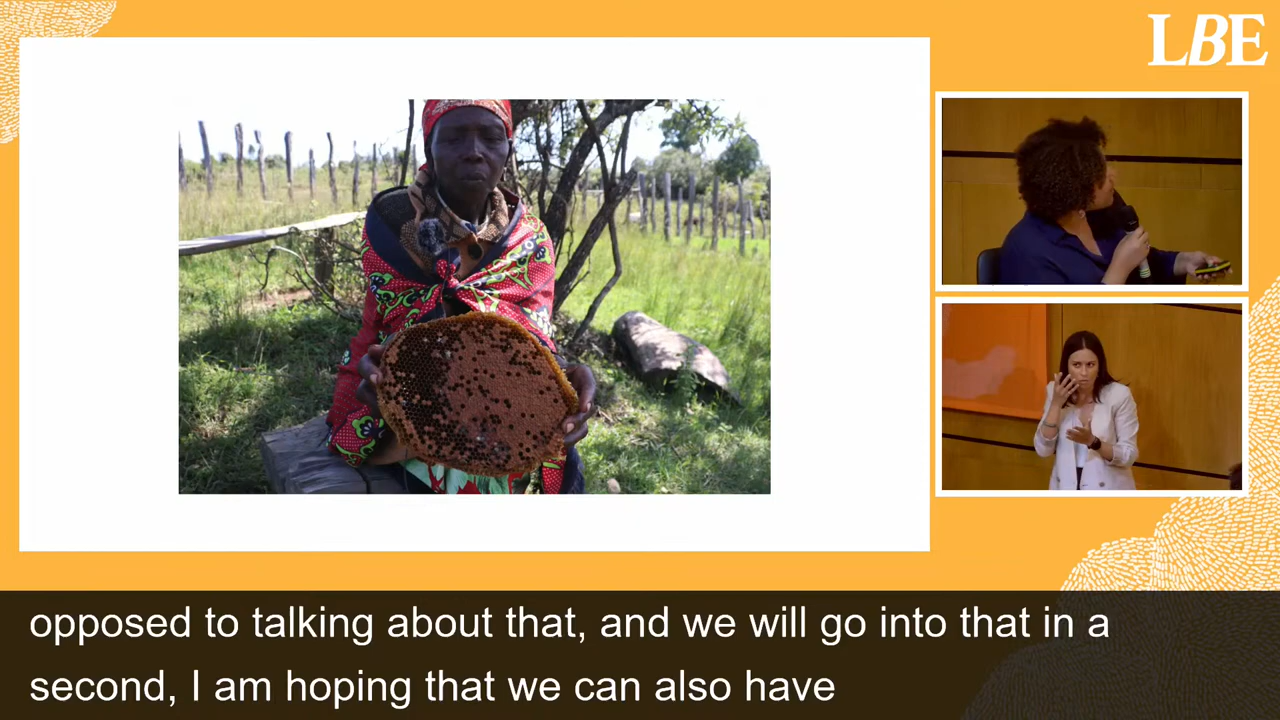 LBE
opposed to talking about that, and we will go into that in a
second, I am hoping that we can also have